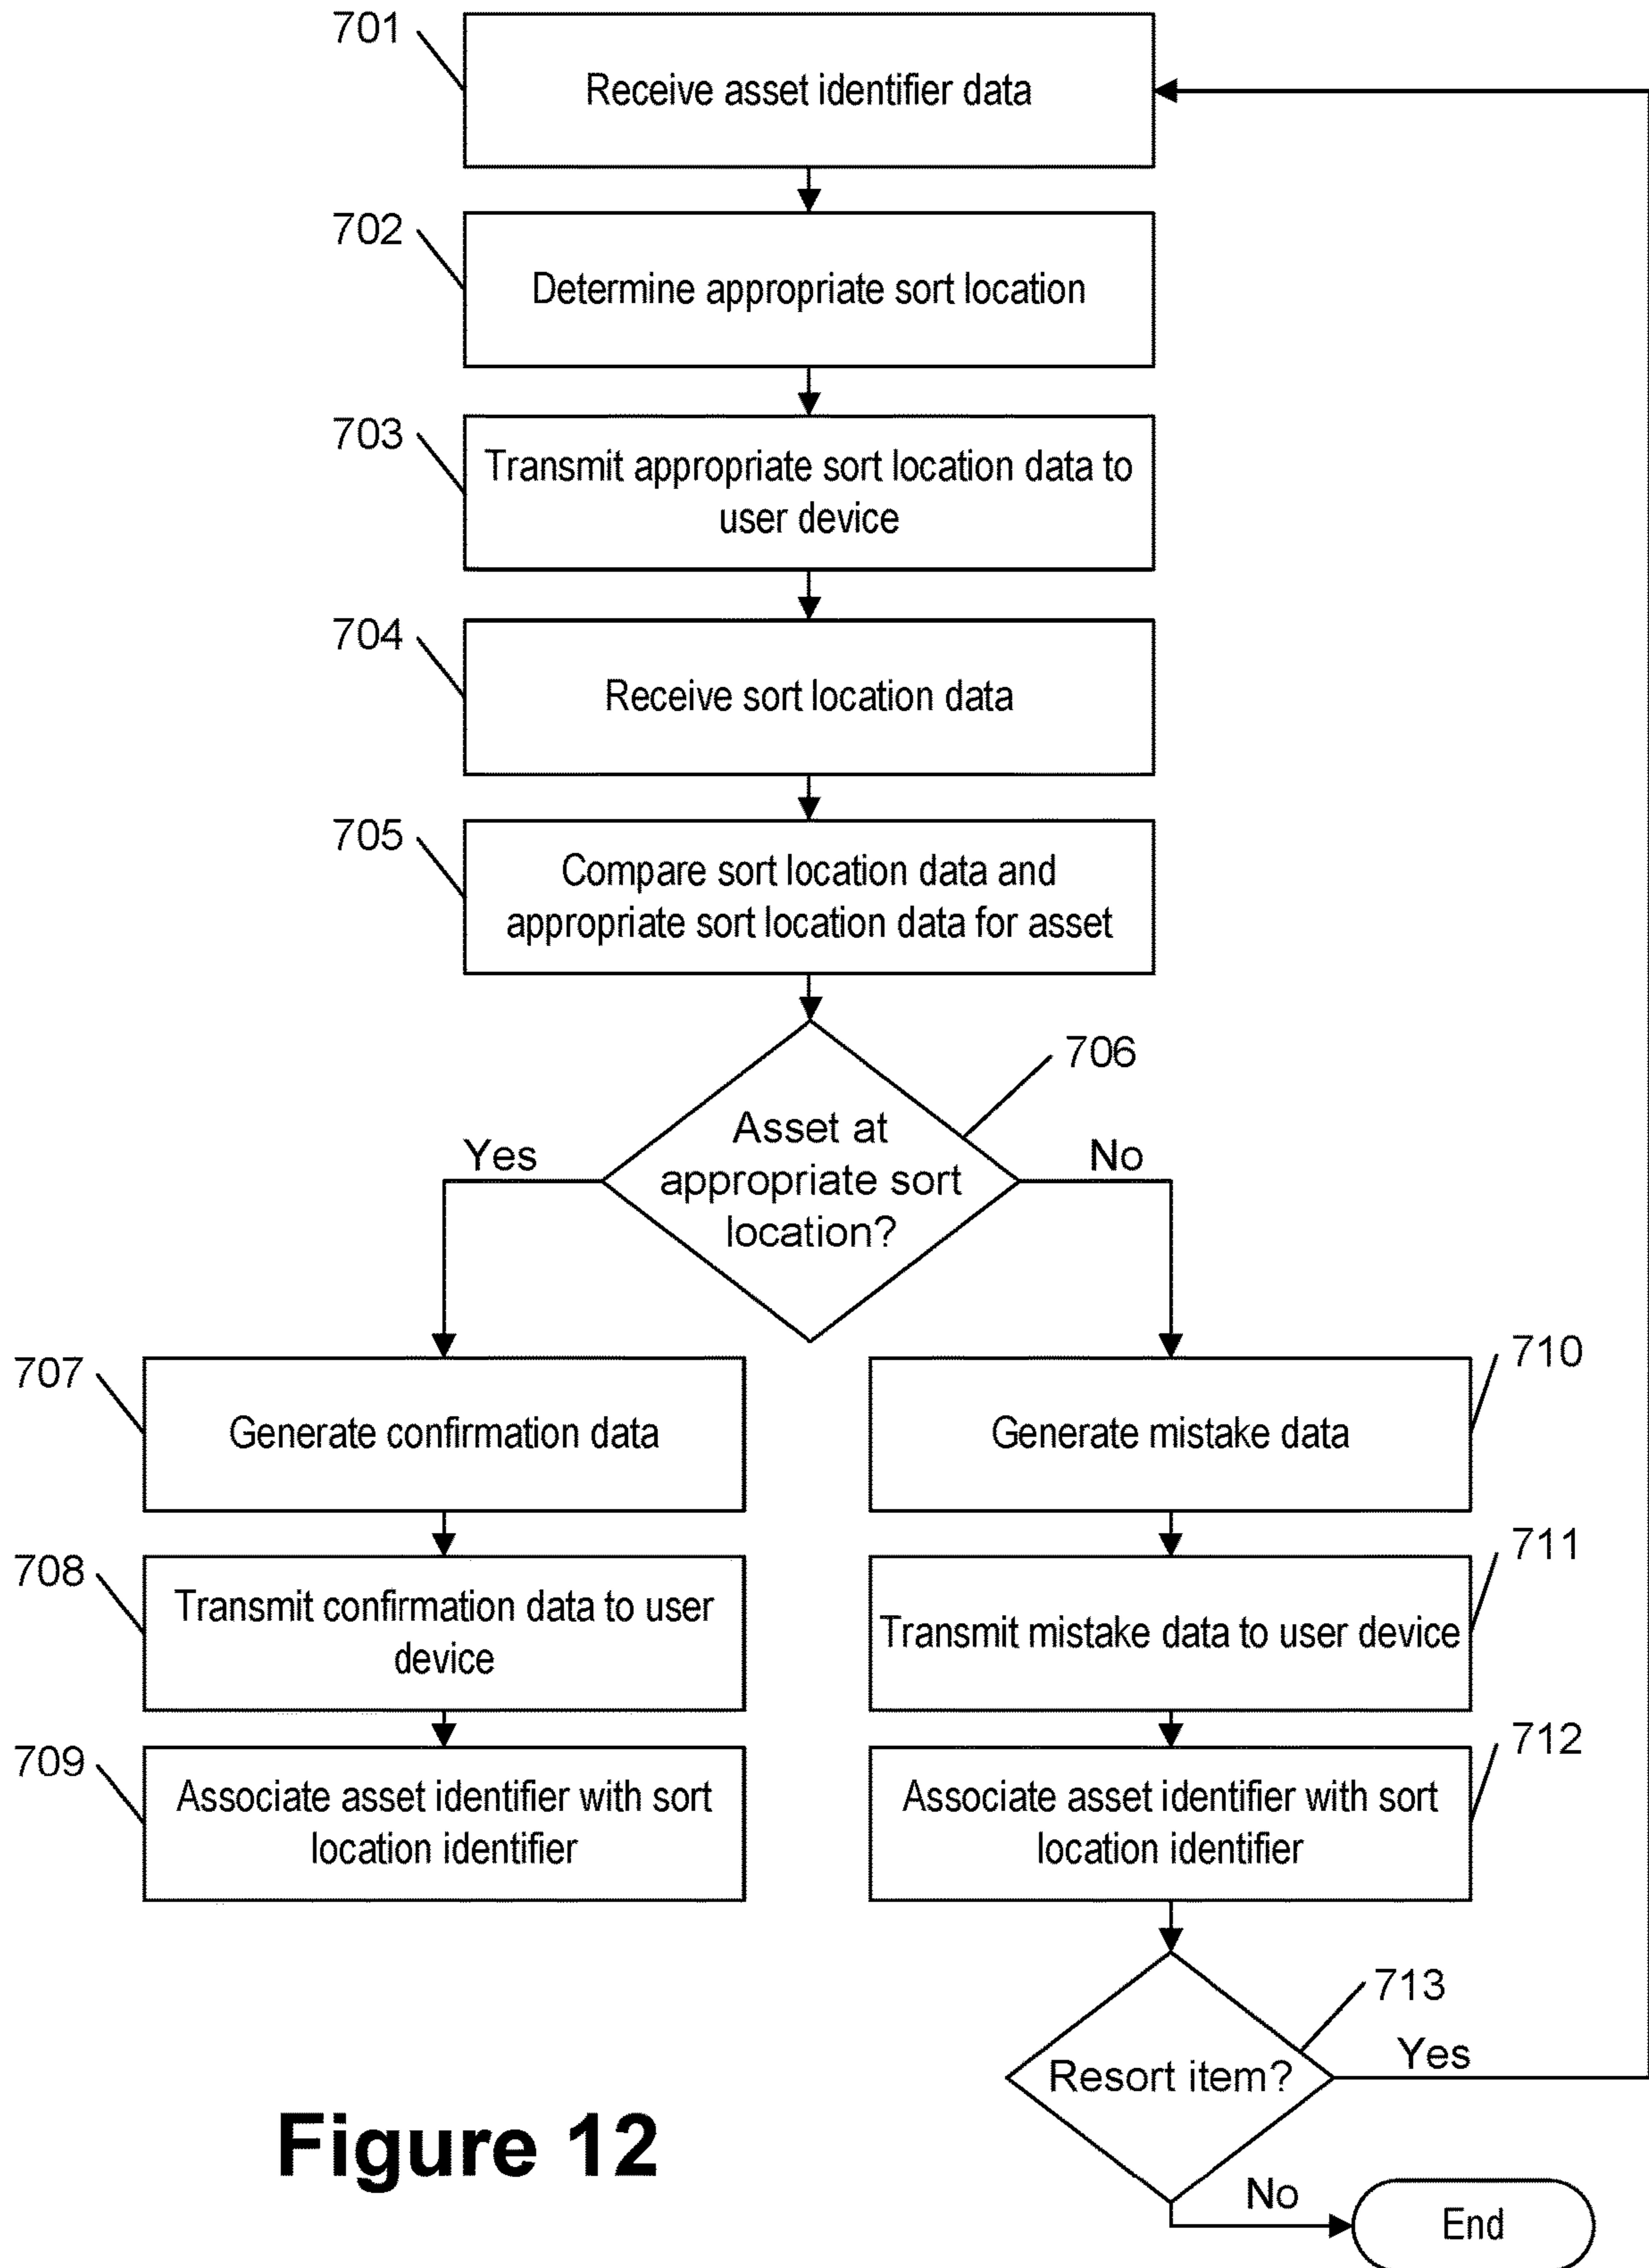 701
Receive asset identifier data
702
Determine appropriate sort location
703
Transmit appropriate sort location data to
user device
704
Receive sort location data
705
Compare sort location data and
appropriate sort location data for asset
706
Asset at
appropriate sort
location?
Yes
No
707
Generate confirmation data
710
Generate mistake data
708
Transmit confirmation data to user
device
711
Transmit mistake data to user device
709
Associate asset identifier with sort
location identifier
712
Associate asset identifier with sort
location identifier
713
Resort item?
Yes
No
End
Figure 12